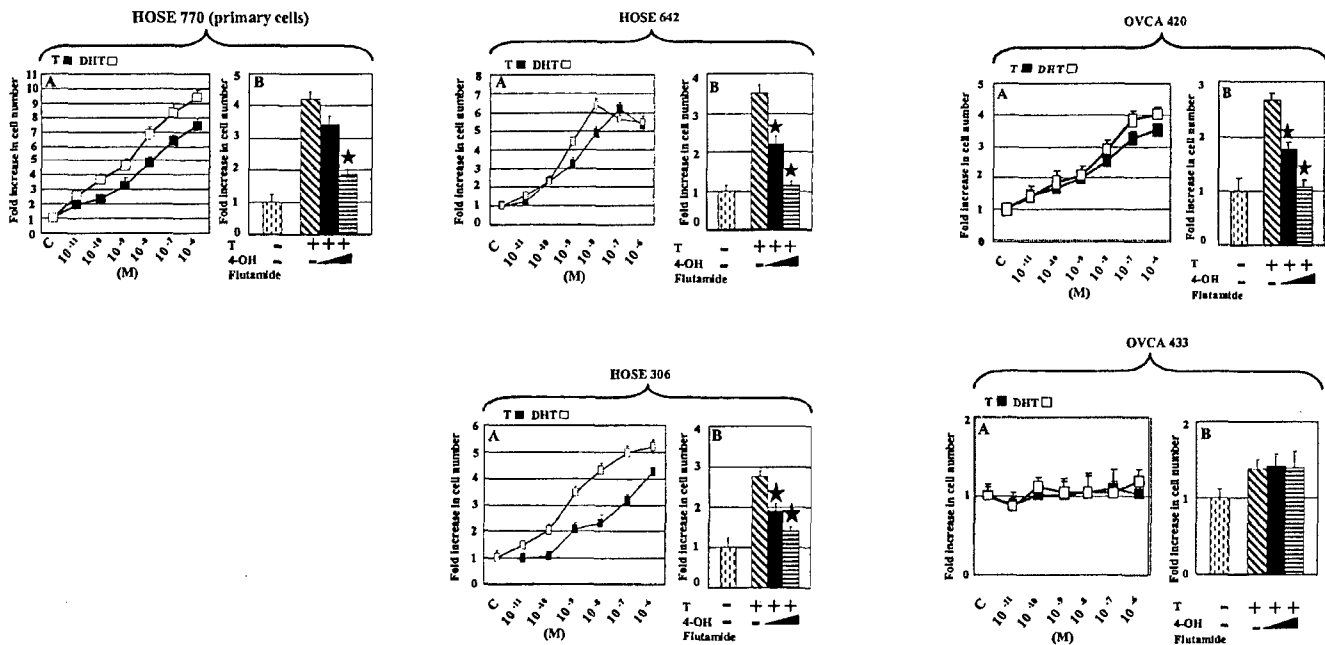 HOSE 770 (primary cells)
T ■ DHT □
A
Fold increase in cell number
11
10
9
8
7
6
5
4
3
2
1
C 10⁻¹¹ 10⁻¹⁰ 10⁻⁹ 10⁻⁸ 10⁻⁷ 10⁻⁶
(M)
B
Fold increase in cell number
5
4
3
2
1
0
T - + + +
4-OH - -
Flutamide
HOSE 642
T ■ DHT □
A
Fold increase in cell number
8
7
6
5
4
3
2
1
0
C 10⁻¹¹ 10⁻¹⁰ 10⁻⁹ 10⁻⁸ 10⁻⁷ 10⁻⁶
(M)
B
Fold increase in cell number
4
3
2
1
0
T - + + +
4-OH - -
Flutamide
OVCA 420
T ■ DHT □
A
Fold increase in cell number
5
4
3
2
1
0
C 10⁻¹¹ 10⁻¹⁰ 10⁻⁹ 10⁻⁸ 10⁻⁷ 10⁻⁶
(M)
B
Fold increase in cell number
3
2
1
0
T - + + +
4-OH - -
Flutamide
HOSE 306
T ■ DHT □
A
Fold increase in cell number
6
5
4
3
2
1
0
C 10⁻¹¹ 10⁻¹⁰ 10⁻⁹ 10⁻⁸ 10⁻⁷ 10⁻⁶
(M)
B
Fold increase in cell number
4
3
2
1
0
T - + + +
4-OH - -
Flutamide
OVCA 433
T ■ DHT □
A
Fold increase in cell number
2
1
0
C 10⁻¹¹ 10⁻¹⁰ 10⁻⁹ 10⁻⁸ 10⁻⁷ 10⁻⁶
(M)
B
Fold increase in cell number
2
1
0
T - + + +
4-OH - -
Flutamide